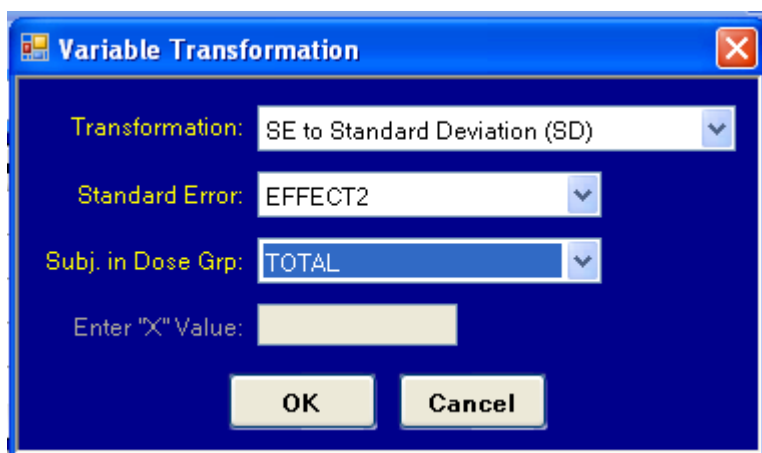 Variable Transformation
Transformation: SE to Standard Deviation (SD)
Standard Error: EFFECT2
Subj. in Dose Grp: TOTAL
Enter "X" Value:
OK Cancel